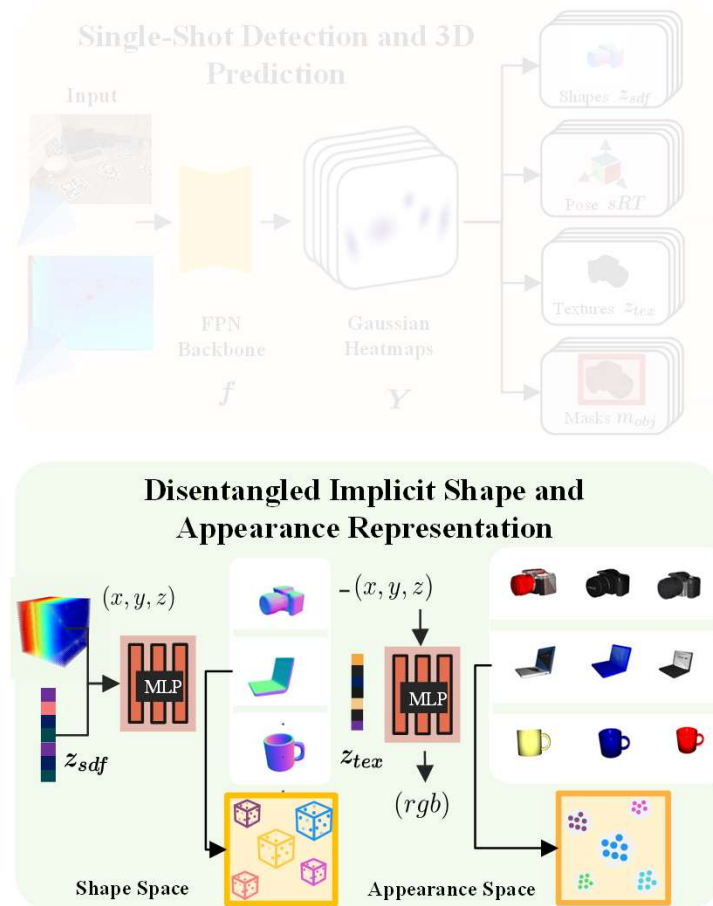 Single-Shot Detection and 3D
Prediction
Input
Shapes z_sdf
Pose sRT
Textures z_tex
Masks m_obj
FPN
Backbone
f
Gaussian
Heatmaps
Y
Disentangled Implicit Shape and
Appearance Representation
(x, y, z)
MLP
z_sdf
Shape Space
–(x, y, z)
MLP
z_tex
(rgb)
Appearance Space